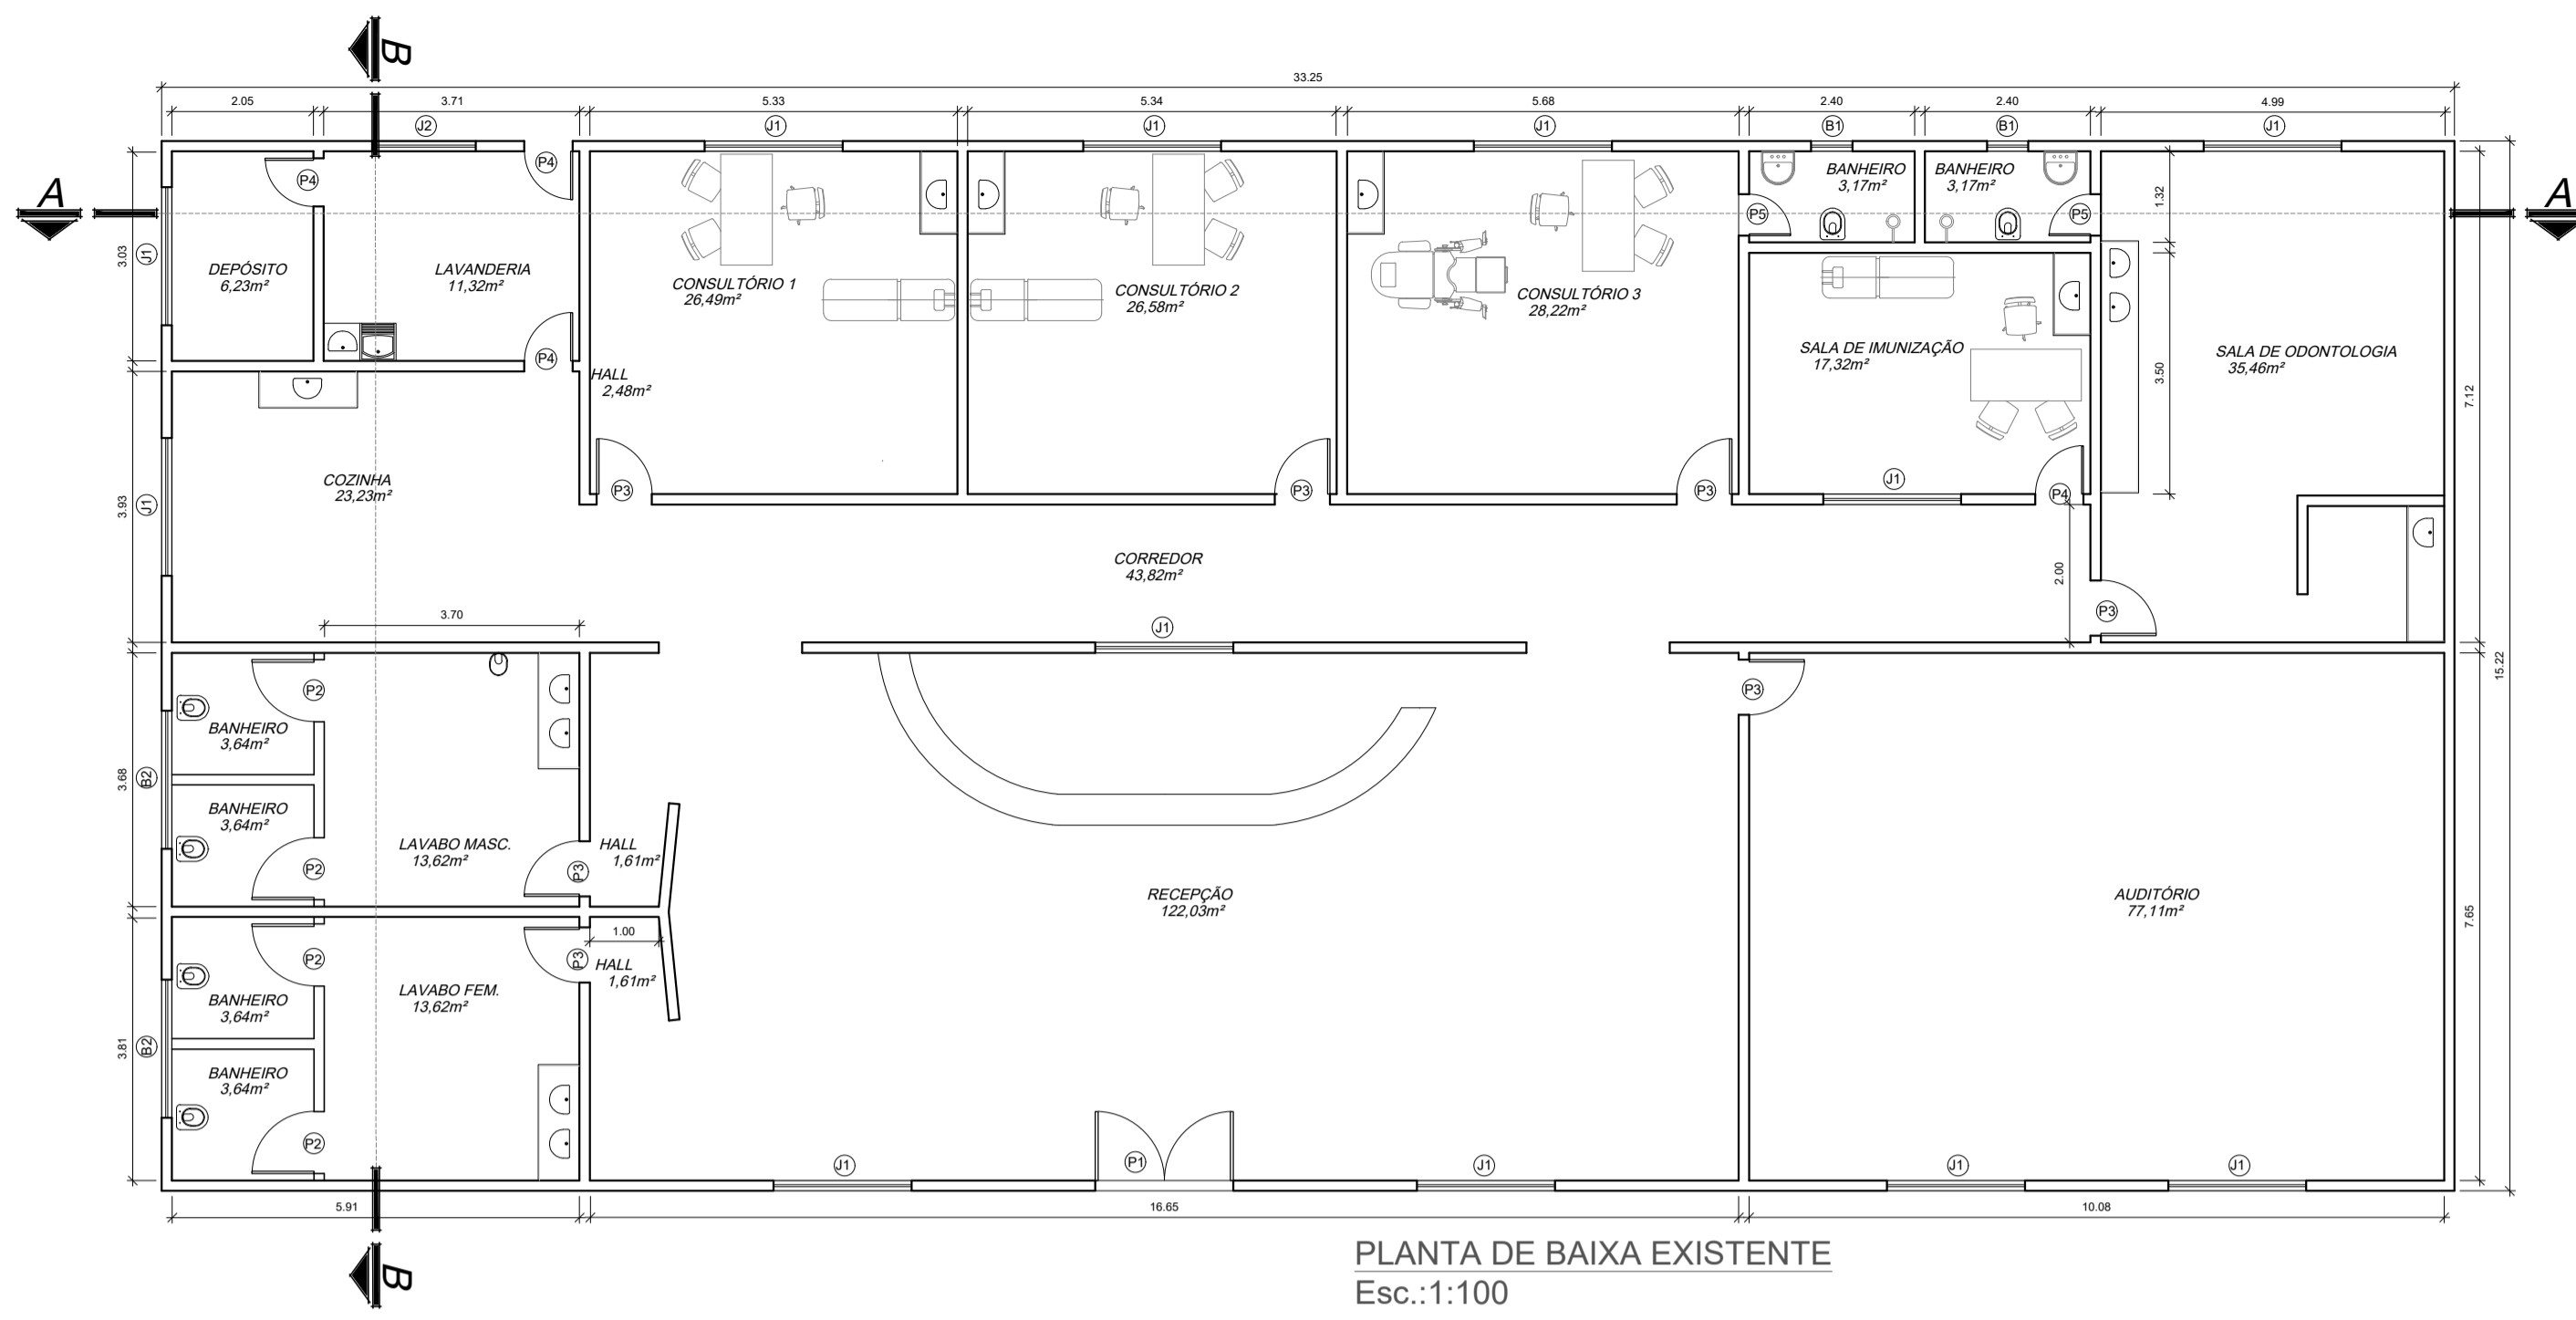 B
33.25
2.05
3.71
5.33
5.34
5.68
2.40
2.40
4.99
J2
J1
J1
J1
B1
B1
J1
P4
P4
A
A
BANHEIRO
3,17m²
BANHEIRO
3,17m²
1.32
P5
P5
3.03
J1
DEPÓSITO
6,23m²
LAVANDERIA
11,32m²
CONSULTÓRIO 1
26,49m²
CONSULTÓRIO 2
26,58m²
CONSULTÓRIO 3
28,22m²
SALA DE IMUNIZAÇÃO
17,32m²
SALA DE ODONTOLOGIA
35,46m²
P4
HALL
2,48m²
3.50
7.12
COZINHA
23,23m²
3.93
J1
P3
P3
P3
J1
P4
CORREDOR
43,82m²
2.00
P3
3.70
J1
15.22
P2
P3
BANHEIRO
3,64m²
3.68
B2
BANHEIRO
3,64m²
LAVABO MASC.
13,62m²
HALL
1,61m²
P2
P3
RECEPÇÃO
122,03m²
AUDITÓRIO
77,11m²
7.65
1.00
P2
P3
HALL
1,61m²
BANHEIRO
3,64m²
LAVABO FEM.
13,62m²
3.81
B2
BANHEIRO
3,64m²
P2
J1
P1
J1
J1
J1
5.91
16.65
10.08
B
PLANTA DE BAIXA EXISTENTE
Esc.:1:100